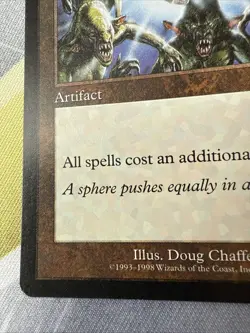 Artifact
All spells cost an additional
A sphere pushes equally in a
Illus. Doug Chaffe
©1993–1998 Wizards of the Coast, Inc